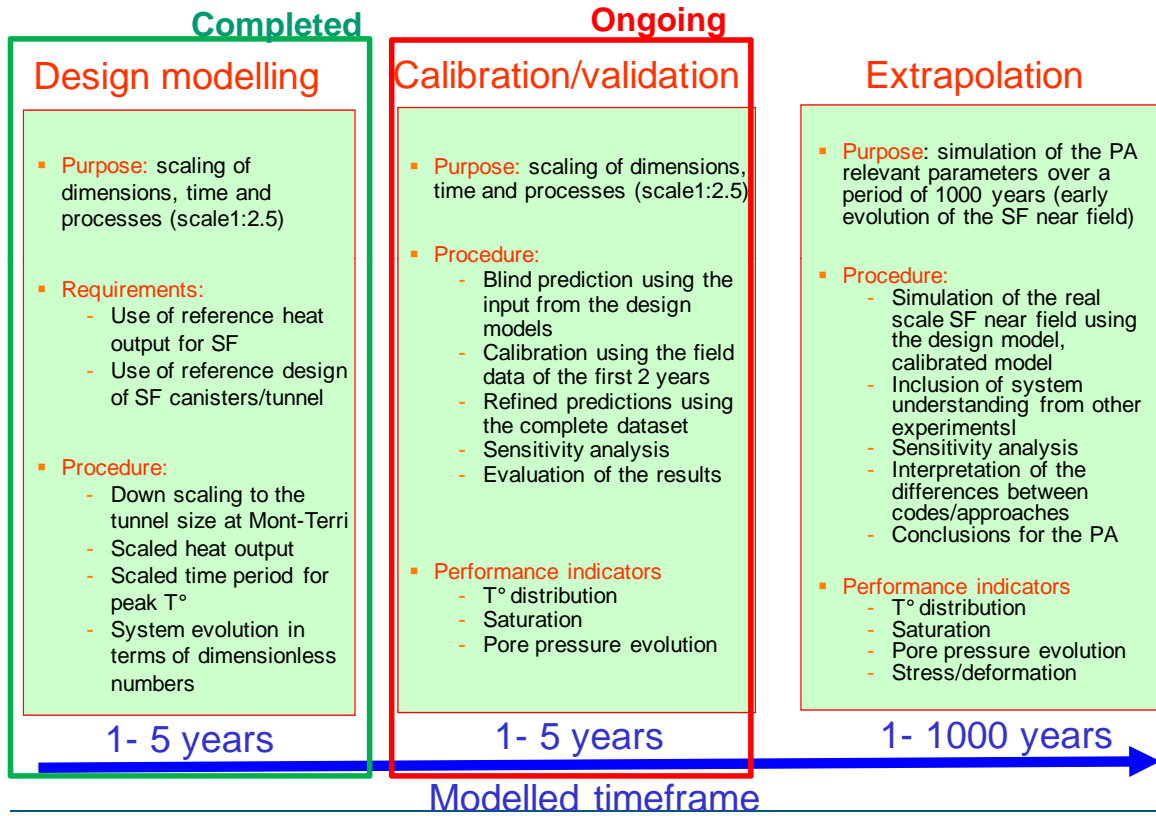 Completed
Design modelling
▪ Purpose: scaling of
dimensions, time and
processes (scale1:2.5)
▪ Requirements:
- Use of reference heat
output for SF
- Use of reference design
of SF canisters/tunnel
▪ Procedure:
- Down scaling to the
tunnel size at Mont-Terri
- Scaled heat output
- Scaled time period for
peak T°
- System evolution in
terms of dimensionless
numbers
1- 5 years
Ongoing
Calibration/validation
▪ Purpose: scaling of dimensions,
time and processes (scale1:2.5)
▪ Procedure:
- Blind prediction using the
input from the design
models
- Calibration using the field
data of the first 2 years
- Refined predictions using
the complete dataset
- Sensitivity analysis
- Evaluation of the results
▪ Performance indicators
- T° distribution
- Saturation
- Pore pressure evolution
1- 5 years
Extrapolation
▪ Purpose: simulation of the PA
relevant parameters over a
period of 1000 years (early
evolution of the SF near field)
▪ Procedure:
- Simulation of the real
scale SF near field using
the design model,
calibrated model
- Inclusion of system
understanding from other
experimentsI
- Sensitivity analysis
- Interpretation of the
differences between
codes/approaches
- Conclusions for the PA
▪ Performance indicators
- T° distribution
- Saturation
- Pore pressure evolution
- Stress/deformation
1- 1000 years
Modelled timeframe